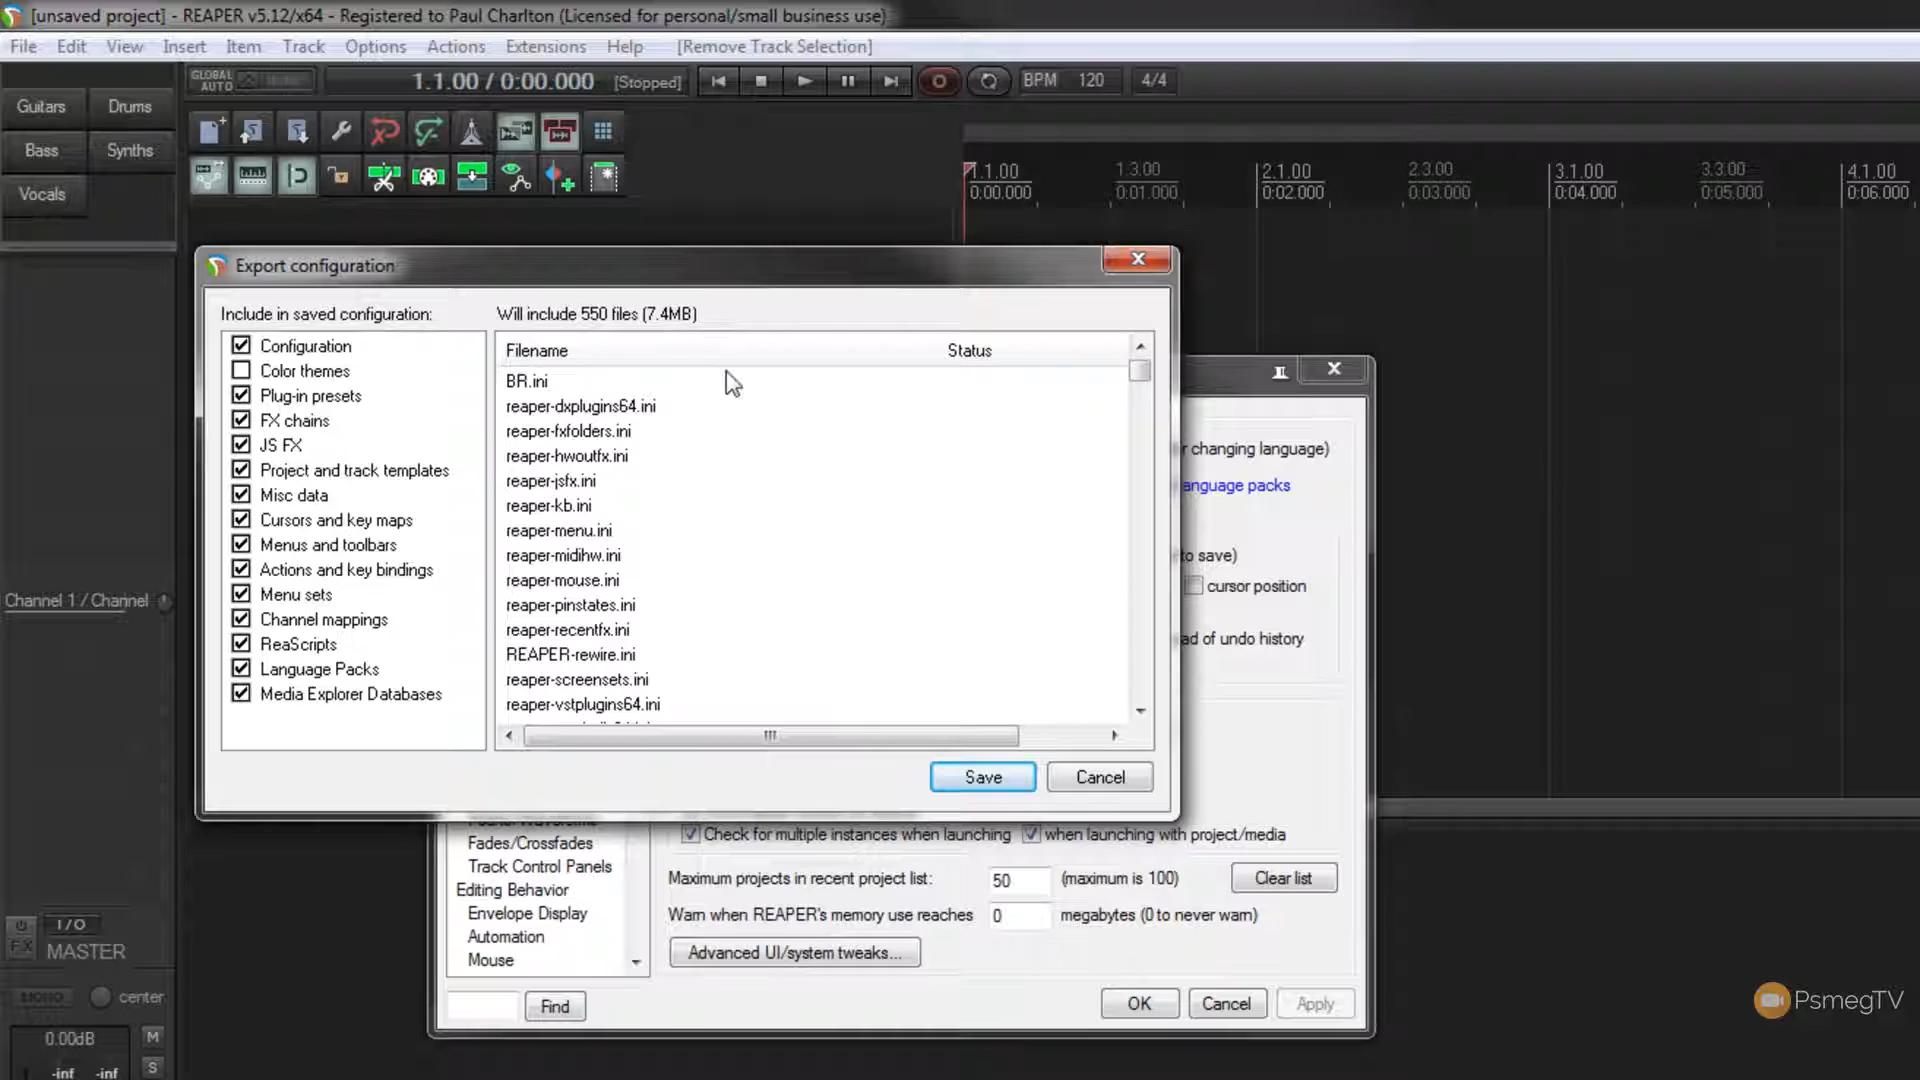 [unsaved project] - REAPER v5.12/x64 - Registered to Paul Charlton (Licensed for personal/small business use)
File Edit View Insert Item Track Options Actions Extensions Help [Remove Track Selection]
GLOBAL
AUTO
1.1.00 / 0:00.000 [Stopped]
BPM 120 4/4
Guitars Drums
Bass Synths
Vocals
1.1.00 1.3.00 2.1.00 2.3.00 3.1.00 3.3.00 4.1.00
0:00.000 0:01.000 0:02.000 0:03.000 0:04.000 0:05.000 0:06.000
Export configuration
Include in saved configuration:
Configuration
Color themes
Plug-in presets
FX chains
JS FX
Project and track templates
Misc data
Cursors and key maps
Menus and toolbars
Actions and key bindings
Menu sets
Channel mappings
ReaScripts
Language Packs
Media Explorer Databases
Will include 550 files (7.4MB)
Filename Status
BR.ini
reaper-dxplugins64.ini
reaper-fxfolders.ini
reaper-hwoutfx.ini
reaper-jsfx.ini
reaper-kb.ini
reaper-menu.ini
reaper-midihw.ini
reaper-mouse.ini
reaper-pinstates.ini
reaper-recentfx.ini
REAPER-rewire.ini
reaper-screensets.ini
reaper-vstplugins64.ini
Save Cancel
r changing language)
anguage packs
to save)
cursor position
ad of undo history
Channel 1 / Channel
Fades/Crossfades
Track Control Panels
Editing Behavior
Envelope Display
Automation
Mouse
Check for multiple instances when launching when launching with project/media
Maximum projects in recent project list: 50 (maximum is 100) Clear list
Warn when REAPER's memory use reaches 0 megabytes (0 to never warn)
Advanced UI/system tweaks...
Find
OK Cancel Apply
I/O
FX
MASTER
MONO center
0.00dB M
-inf -inf S
PsmegTV